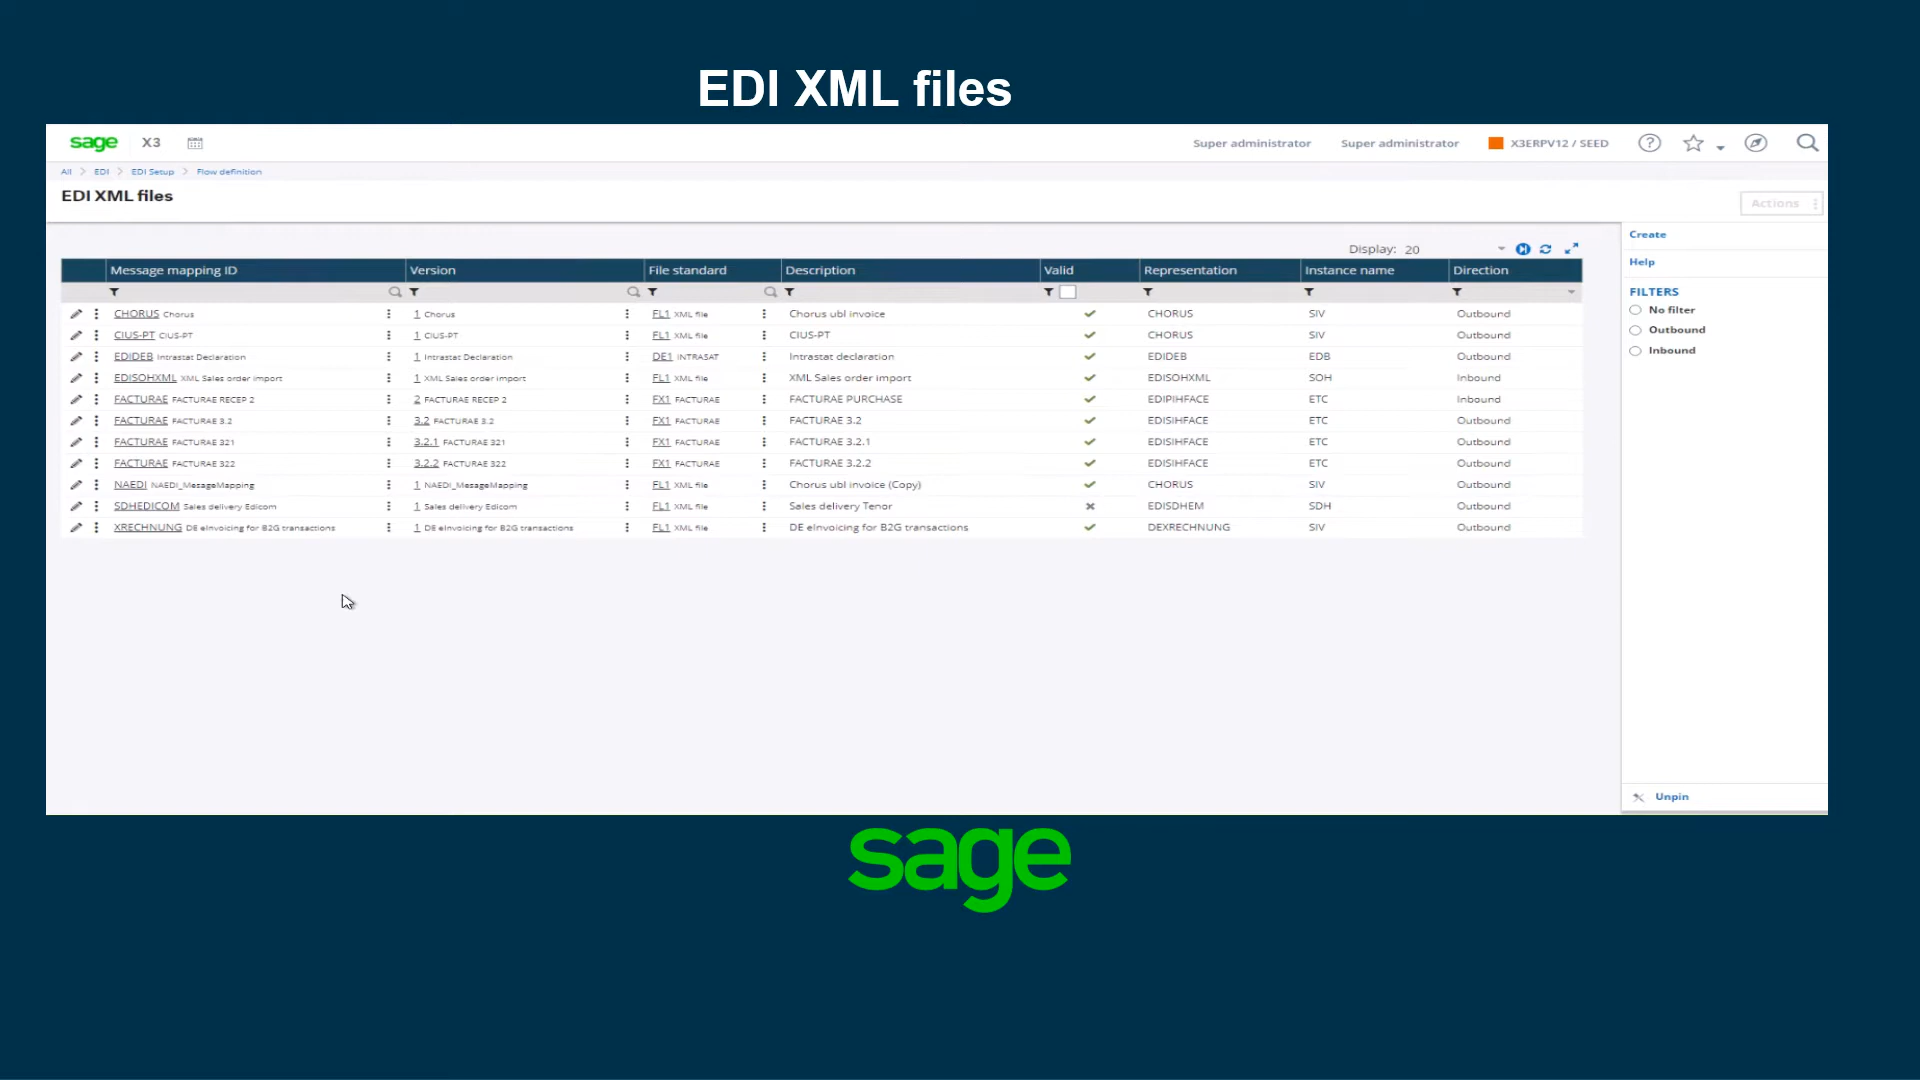 EDI XML files
sage X3 Super administrator Super administrator X3ERPV12 / SEED
All EDI EDI Setup Flow definition
EDI XML files
Actions
Create
Display: 20
Help
Message mapping ID Version File standard Description Valid Representation Instance name Direction
FILTERS
No filter
Outbound
Inbound
CHORUS Chorus 1 Chorus FL1 XML file Chorus ubl invoice CHORUS SIV Outbound
CIUS-PT CIUS-PT 1 CIUS-PT FL1 XML file CIUS-PT CHORUS SIV Outbound
EDIDEB Intrastat Declaration 1 Intrastat Declaration DE1 INTRASAT Intrastat declaration EDIDEB EDB Outbound
EDISOHXML XML Sales order import 1 XML Sales order import FL1 XML file XML Sales order import EDISOHXML SOH Inbound
FACTURAE FACTURAE RECEP 2 2 FACTURAE RECEP 2 FX1 FACTURAE FACTURAE PURCHASE EDIPIHFACE ETC Inbound
FACTURAE FACTURAE 3.2 3.2 FACTURAE 3.2 FX1 FACTURAE FACTURAE 3.2 EDISIHFACE ETC Outbound
FACTURAE FACTURAE 321 3.2.1 FACTURAE 321 FX1 FACTURAE FACTURAE 3.2.1 EDISIHFACE ETC Outbound
FACTURAE FACTURAE 322 3.2.2 FACTURAE 322 FX1 FACTURAE FACTURAE 3.2.2 EDISIHFACE ETC Outbound
NAEDI NAEDI_MesageMapping 1 NAEDI_MesageMapping FL1 XML file Chorus ubl invoice (Copy) CHORUS SIV Outbound
SDHEDICOM Sales delivery Edicom 1 Sales delivery Edicom FL1 XML file Sales delivery Tenor EDISDHEM SDH Outbound
XRECHNUNG DE eInvoicing for B2G transactions 1 DE eInvoicing for B2G transactions FL1 XML file DE eInvoicing for B2G transactions DEXRECHNUNG SIV Outbound
Unpin
sage